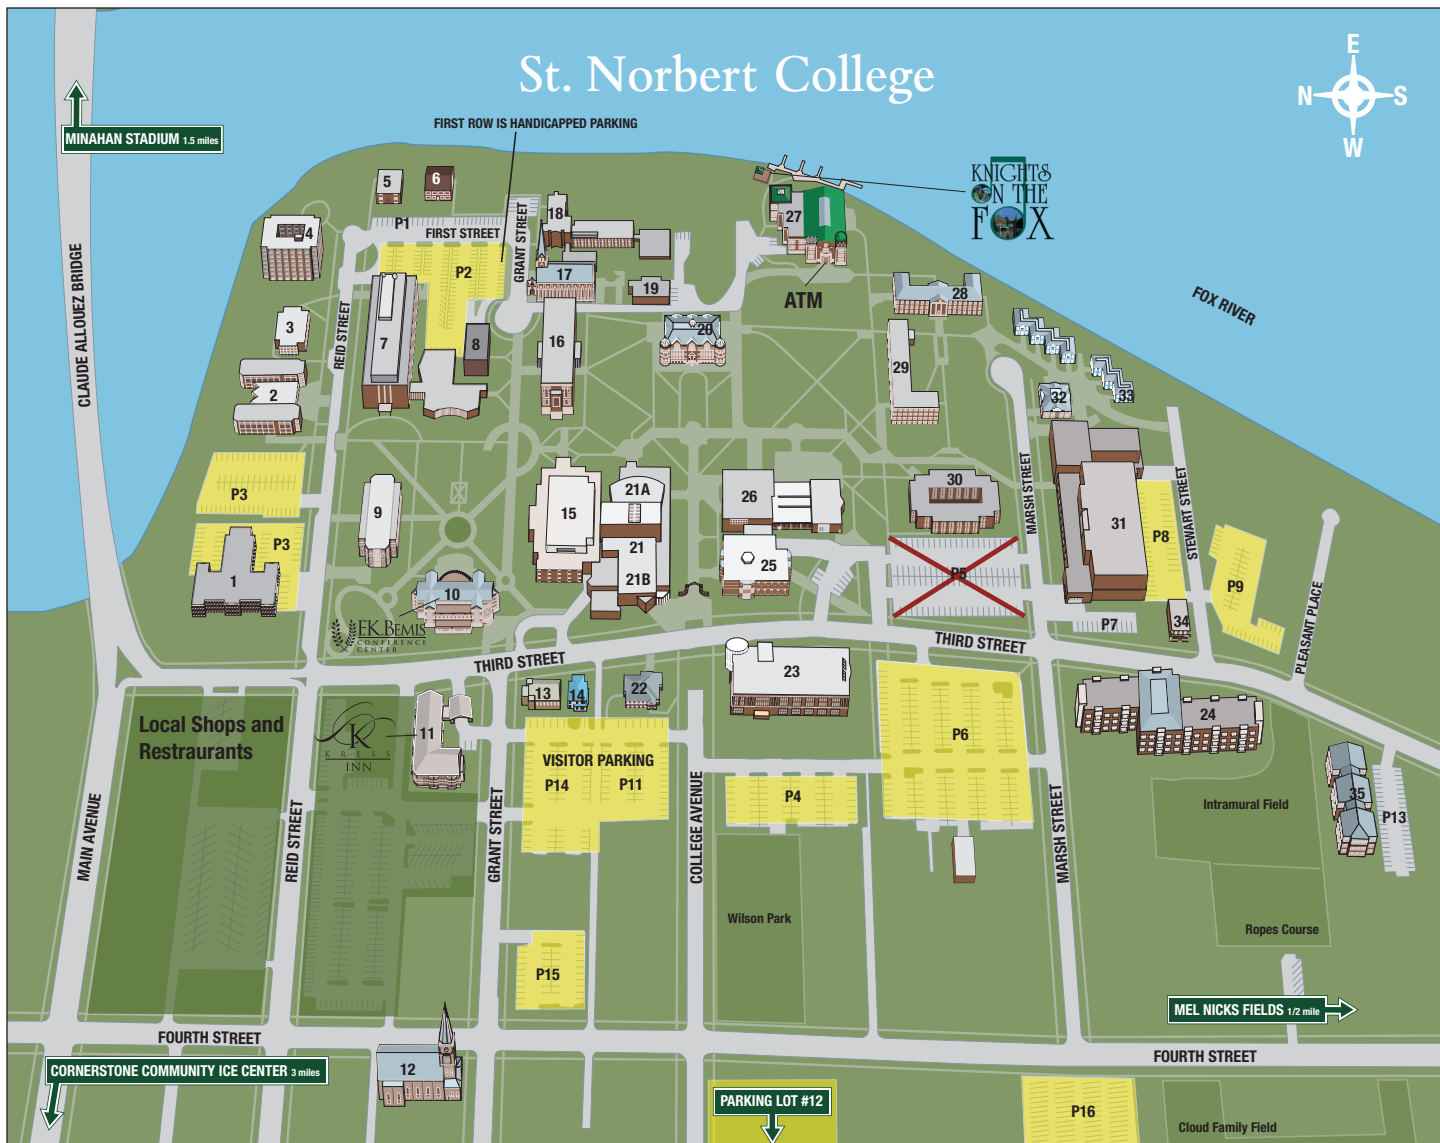 St. Norbert College
E
N S
W
MINAHAN STADIUM 1.5 miles
FIRST ROW IS HANDICAPPED PARKING
KNIGHTS
ON THE
FOX
CLAUDE ALLOUEZ BRIDGE
5
6
P1
FIRST STREET
GRANT STREET
18
4
P2
17
19
27
ATM
28
FOX RIVER
3
REID STREET
7
8
16
20
29
2
32
33
P3
9
15
21A
21
21B
26
25
30
MARSH STREET
31
P8
STEWART STREET
P3
1
10
F.K. BEMIS
CONFERENCE
CENTER
P5
P9
P7
34
PLEASANT PLACE
THIRD STREET
THIRD STREET
13
14
22
23
24
Local Shops and
Restraurants
K
KRESS
INN
11
VISITOR PARKING
P14
P11
P6
P4
35
P13
Intramural Field
MAIN AVENUE
REID STREET
GRANT STREET
COLLEGE AVENUE
MARSH STREET
Wilson Park
Ropes Course
P15
MEL NICKS FIELDS 1/2 mile
FOURTH STREET
FOURTH STREET
CORNERSTONE COMMUNITY ICE CENTER 3 miles
12
PARKING LOT #12
P16
Cloud Family Field